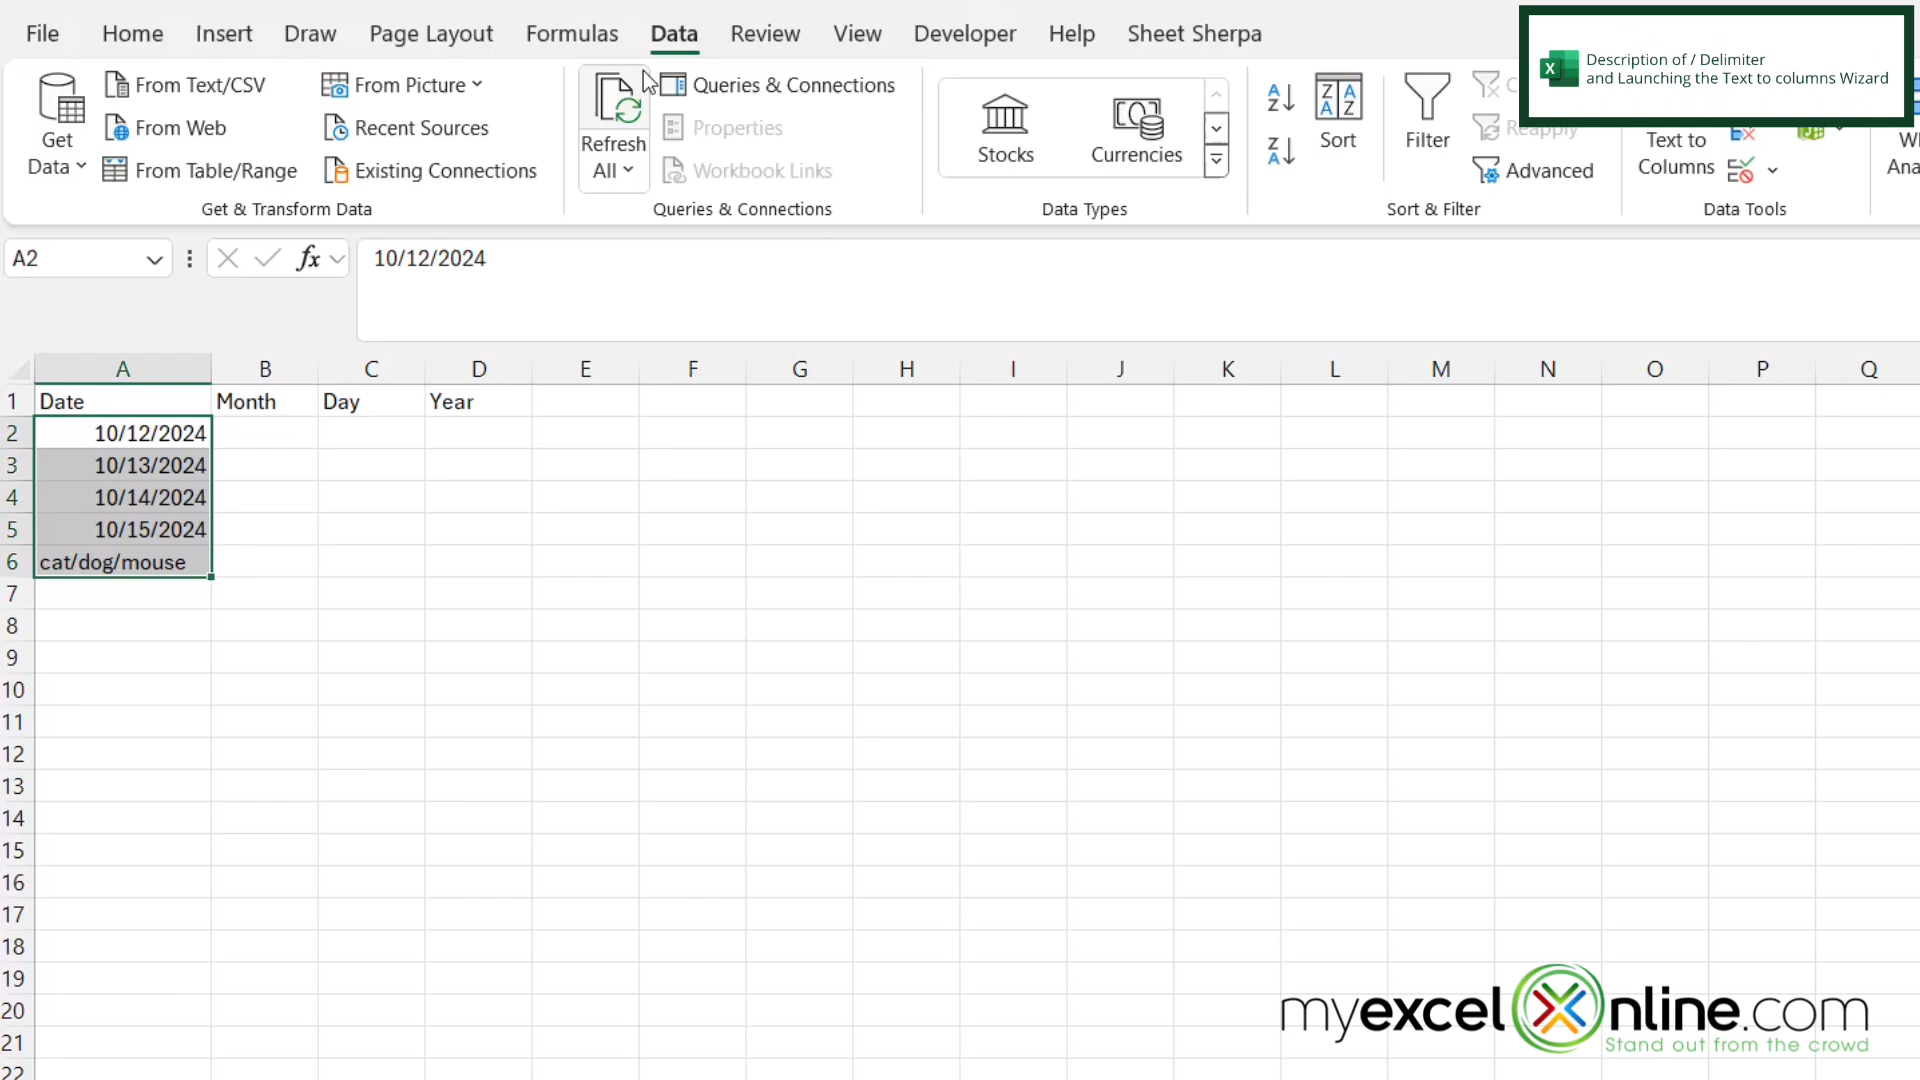 File Home Insert Draw Page Layout Formulas Data Review View Developer Help Sheet Sherpa
Description of / Delimiter
and Launching the Text to columns Wizard
Get
Data
From Text/CSV
From Web
From Table/Range
From Picture
Recent Sources
Existing Connections
Get & Transform Data
Refresh
All
Queries & Connections
Properties
Workbook Links
Queries & Connections
Stocks
Currencies
Data Types
A
Z
Z
A
Z A
A Z
Sort
Filter
Reapply
Advanced
Sort & Filter
Text to
Columns
Data Tools
A2
fx
10/12/2024
A B C D E F G H I J K L M N O P Q
1 Date Month Day Year
2 10/12/2024
3 10/13/2024
4 10/14/2024
5 10/15/2024
6 cat/dog/mouse
7
8
9
10
11
12
13
14
15
16
17
18
19
20
21
22
myexcelonline.com
Stand out from the crowd